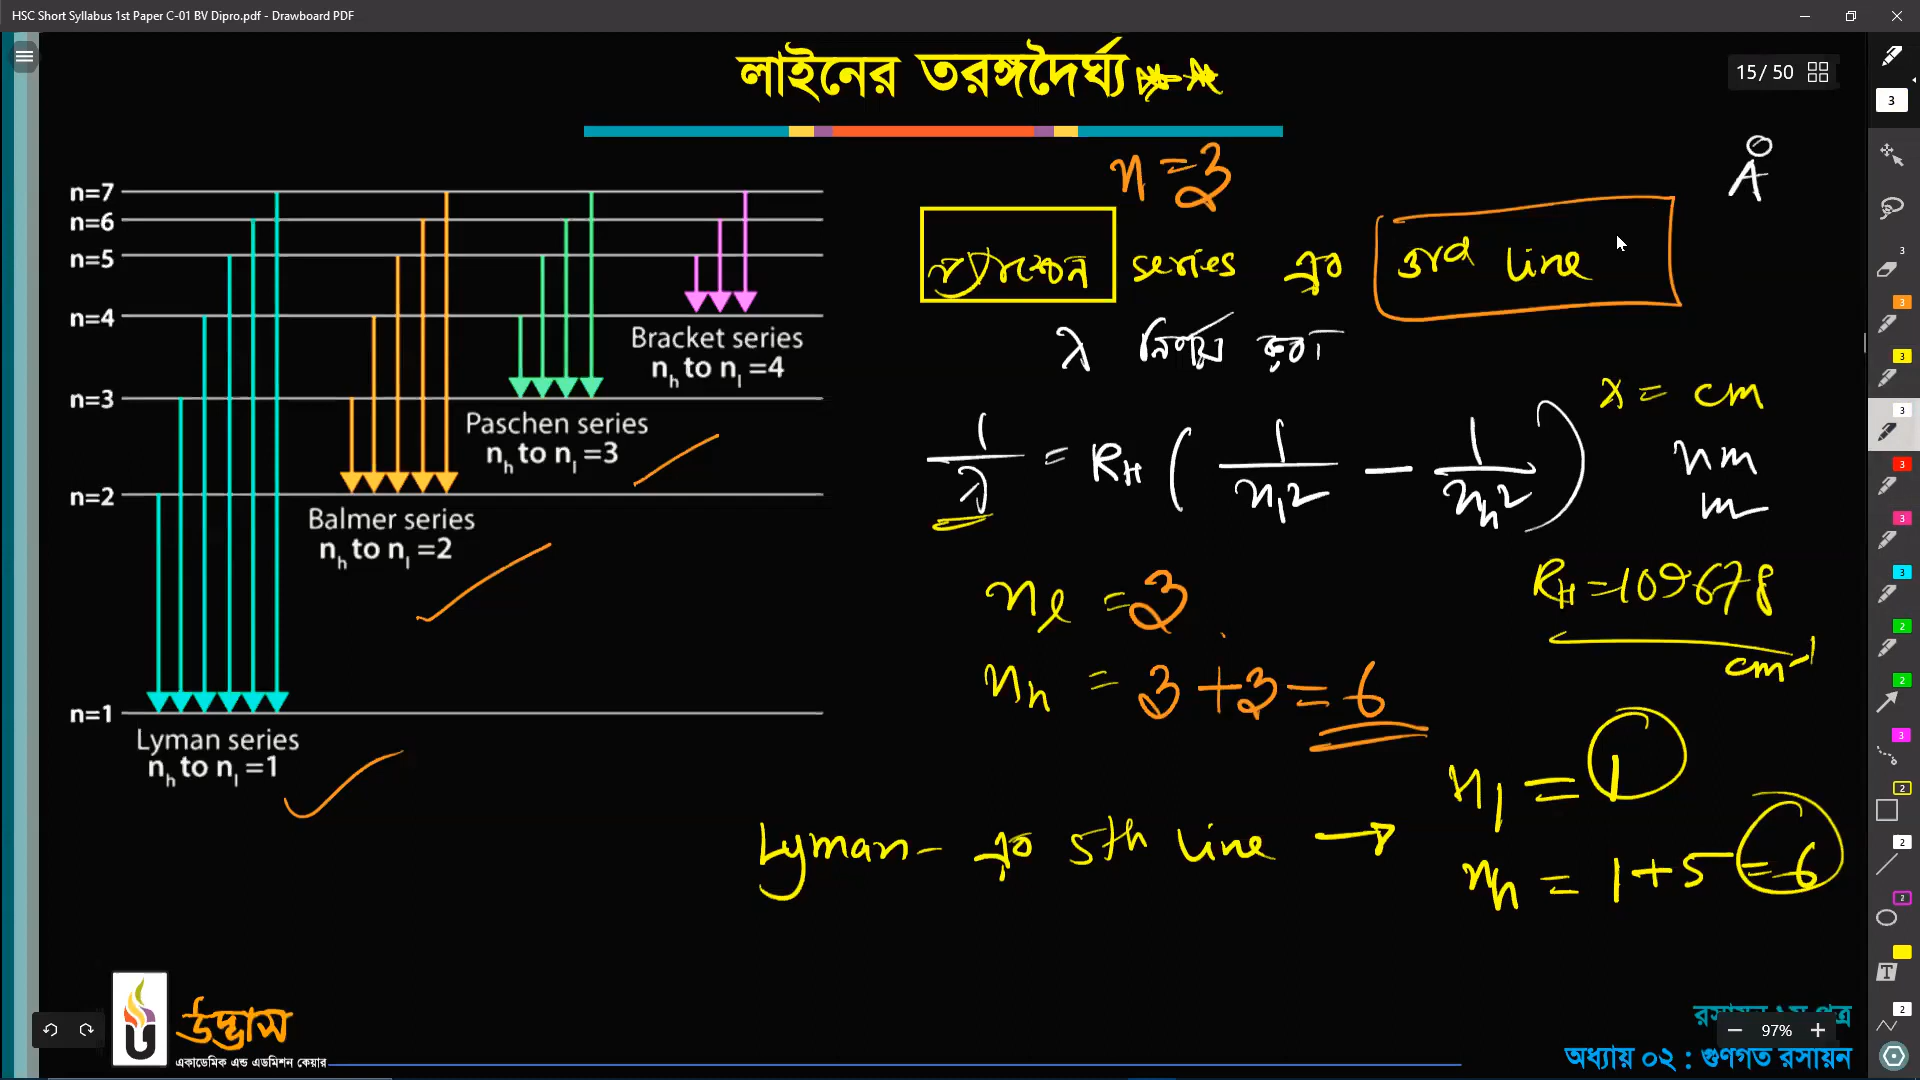 HSC Short Syllabus 1st Paper C-01 BV Dipro.pdf - Drawboard PDF
লাইনের তরঙ্গদৈর্ঘ্য
15 / 50
n = 3
Å
প্যাশ্চেন series এর 3rd line
λ নির্ণয় কর।
n=7
n=6
n=5
n=4
n=3
n=2
n=1
Bracket series
nh to nl =4
Paschen series
nh to nl =3
Balmer series
nh to nl =2
Lyman series
nh to nl =1
λ = cm
nm
m
1/λ = RH ( 1/nl² − 1/nh² )
RH = 109678
cm⁻¹
nl = 3
nh = 3 + 3 = 6
Lyman - এর 5th line →
nl = 1
nh = 1 + 5 = 6
উদ্ভাস
একাডেমিক এন্ড এডমিশন কেয়ার
97%
অধ্যায় ০২ : গুণগত রসায়ন